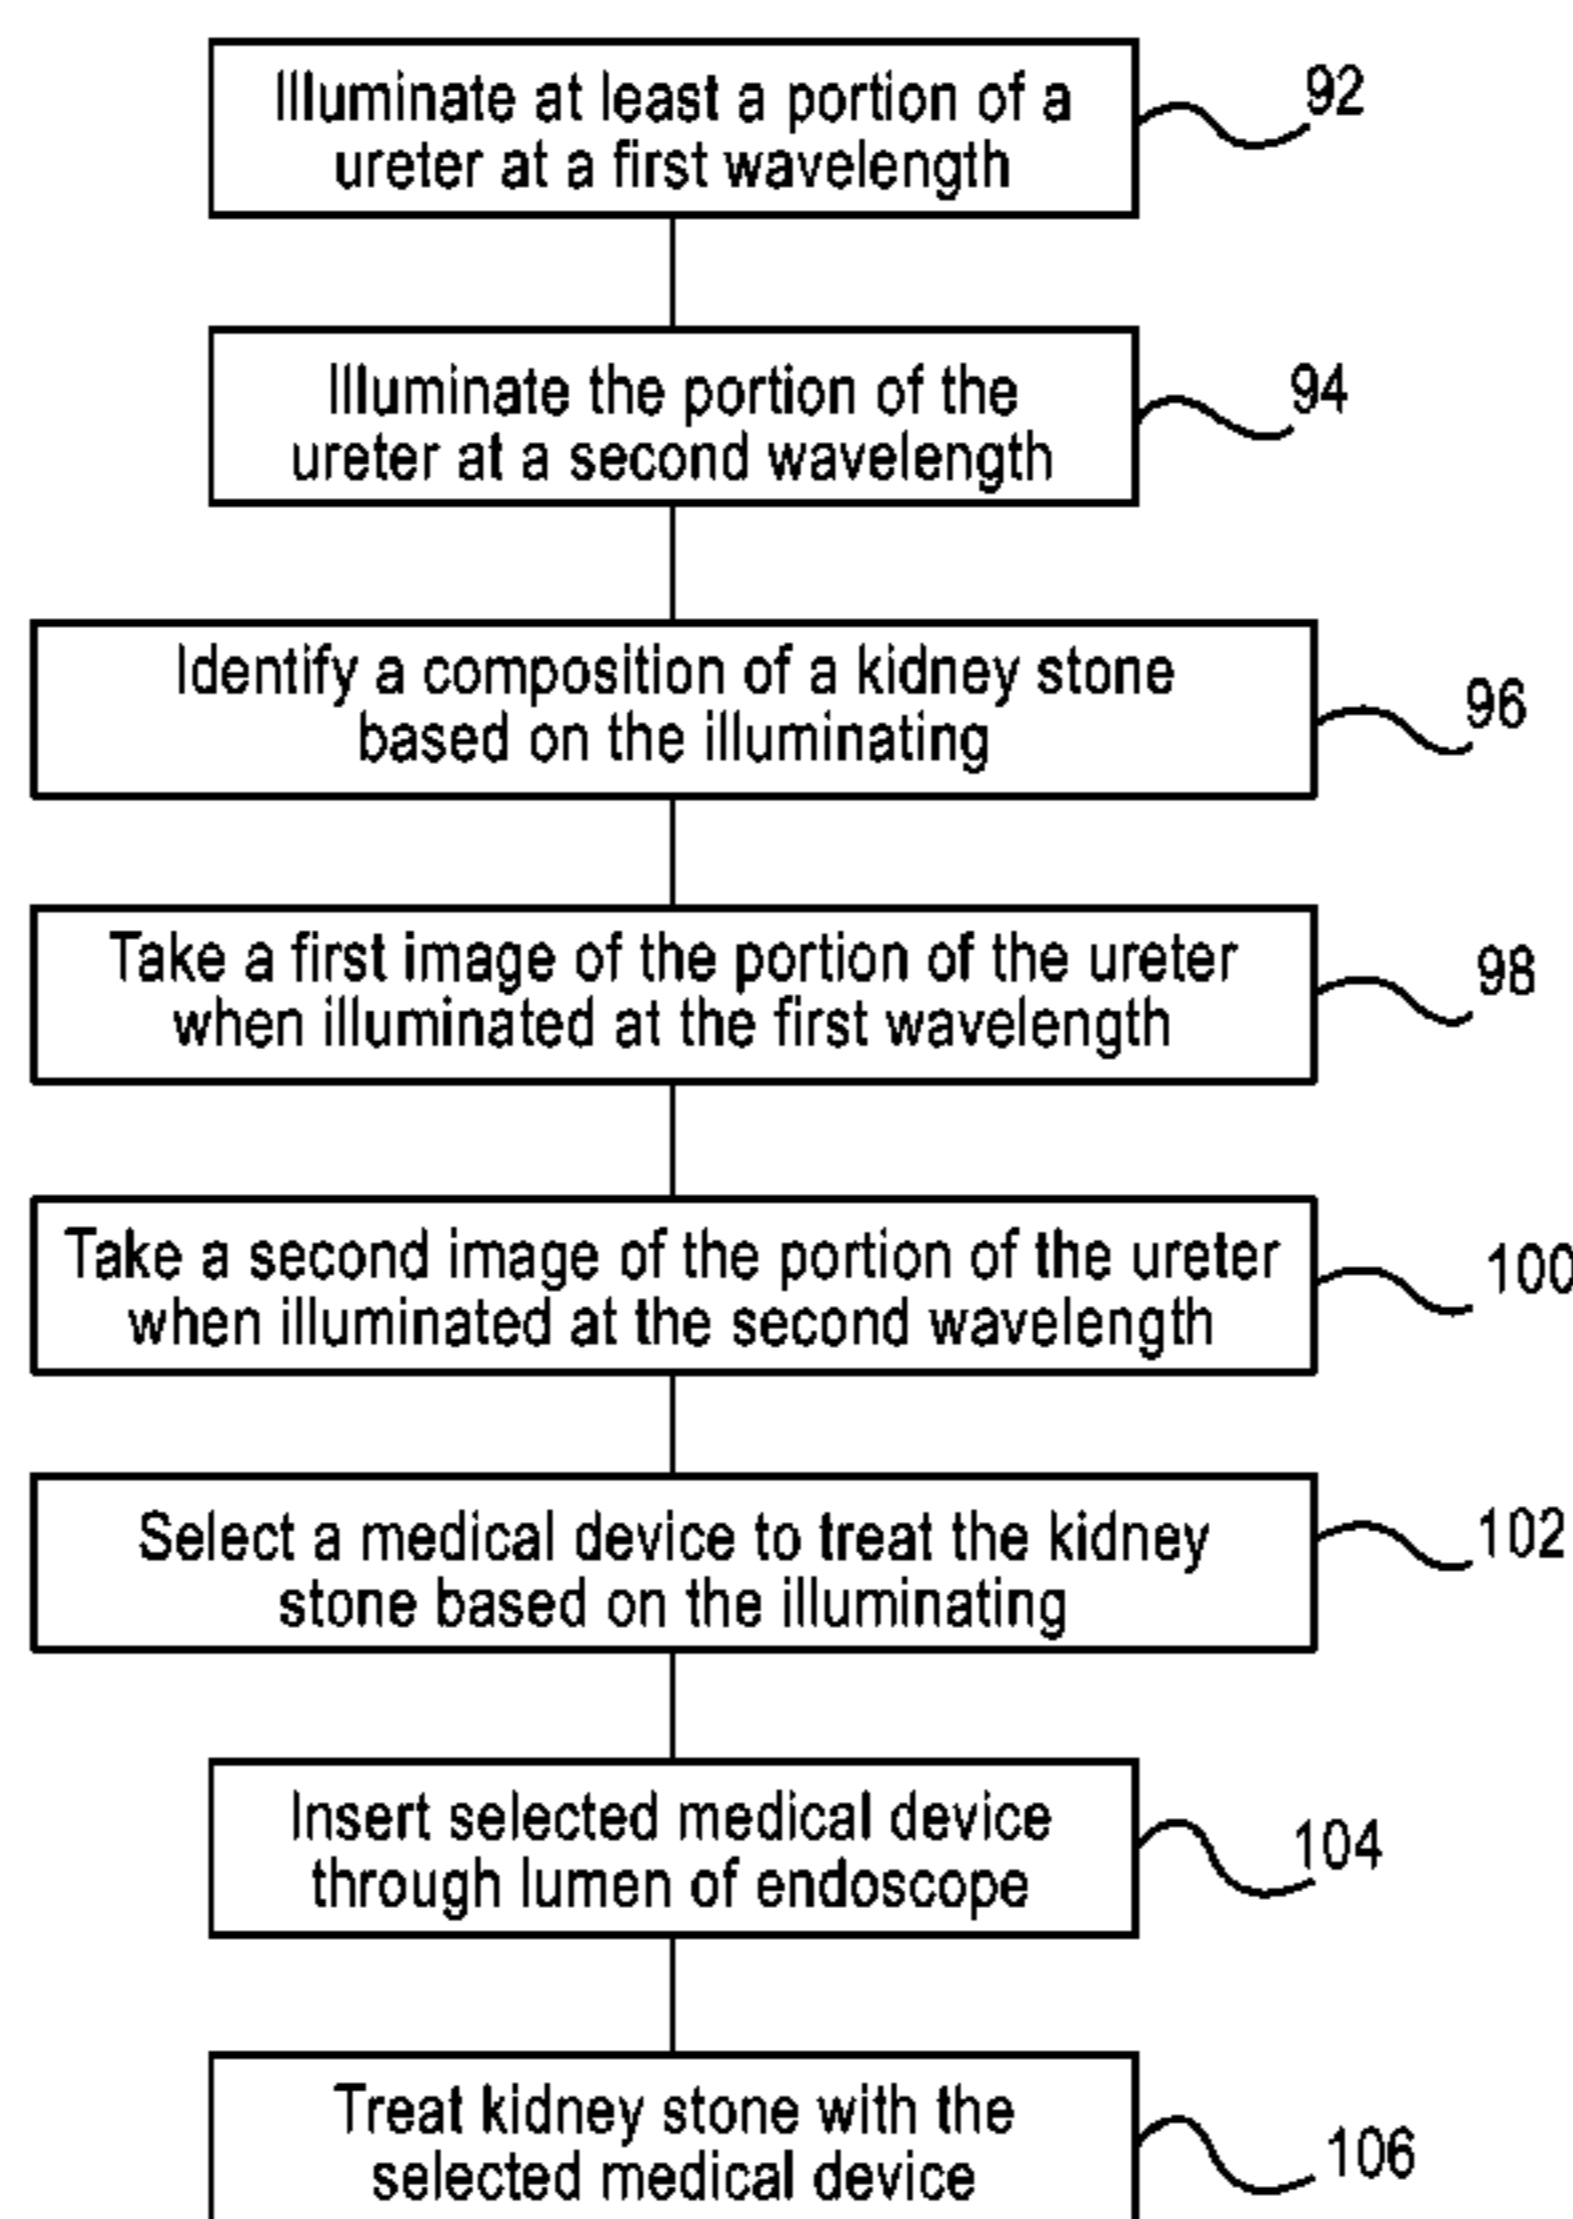 Illuminate at least a portion of a
ureter at a first wavelength
92
Illuminate the portion of the
ureter at a second wavelength
94
Identify a composition of a kidney stone
based on the illuminating
96
Take a first image of the portion of the ureter
when illuminated at the first wavelength
98
Take a second image of the portion of the ureter
when illuminated at the second wavelength
100
Select a medical device to treat the kidney
stone based on the illuminating
102
Insert selected medical device
through lumen of endoscope
104
Treat kidney stone with the
selected medical device
106